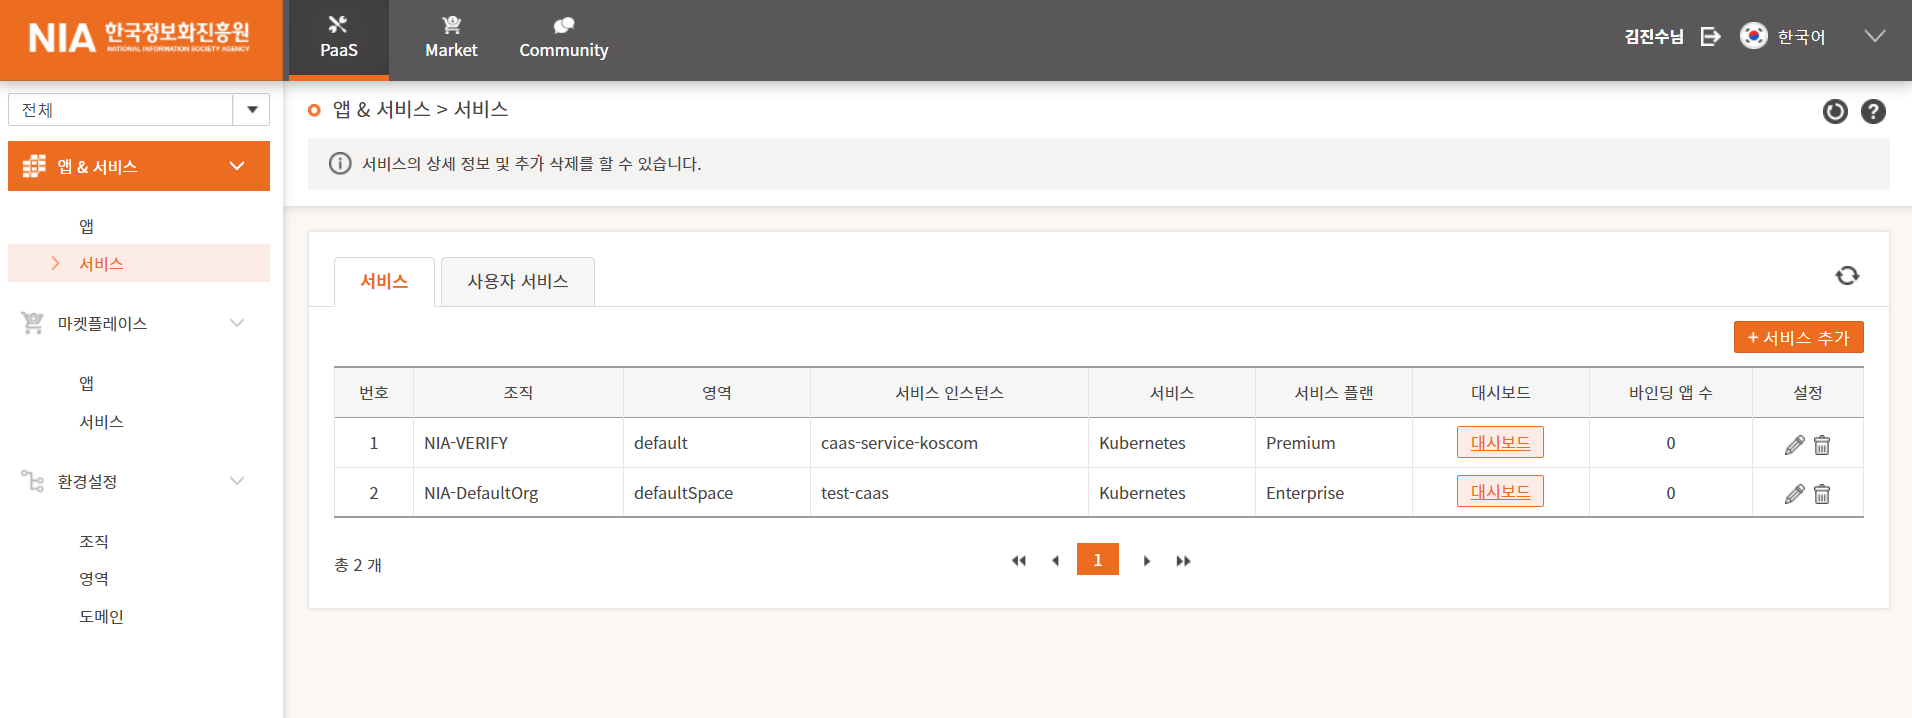 NIA 한국정보화진흥원
NATIONAL INFORMATION SOCIETY AGENCY
PaaS
Market
Community
김진수님
한국어
전체
앱 & 서비스
앱
서비스
마켓플레이스
앱
서비스
환경설정
조직
영역
도메인
앱 & 서비스 > 서비스
서비스의 상세 정보 및 추가 삭제를 할 수 있습니다.
서비스 사용자 서비스
+ 서비스 추가
번호 조직 영역 서비스 인스턴스 서비스 서비스 플랜 대시보드 바인딩 앱 수 설정
1 NIA-VERIFY default caas-service-koscom Kubernetes Premium 대시보드 0
2 NIA-DefaultOrg defaultSpace test-caas Kubernetes Enterprise 대시보드 0
총 2 개
1